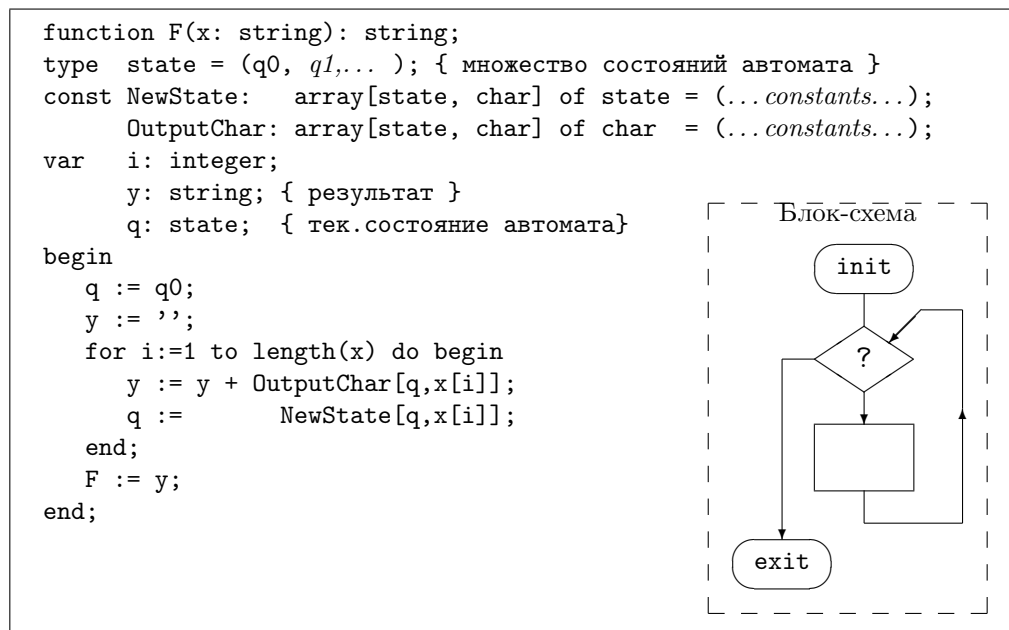 function F(x: string): string;
type  state = (q0, q1,... ); { множество состояний автомата }
const NewState:   array[state, char] of state = (...constants...);
      OutputChar: array[state, char] of char  = (...constants...);
var   i: integer;
      y: string; { результат }
      q: state;  { тек.состояние автомата}
begin
   q := q0;
   y := '';
   for i:=1 to length(x) do begin
      y := y + OutputChar[q,x[i]];
      q :=       NewState[q,x[i]];
   end;
   F := y;
end;
Блок-схема
init
?
exit